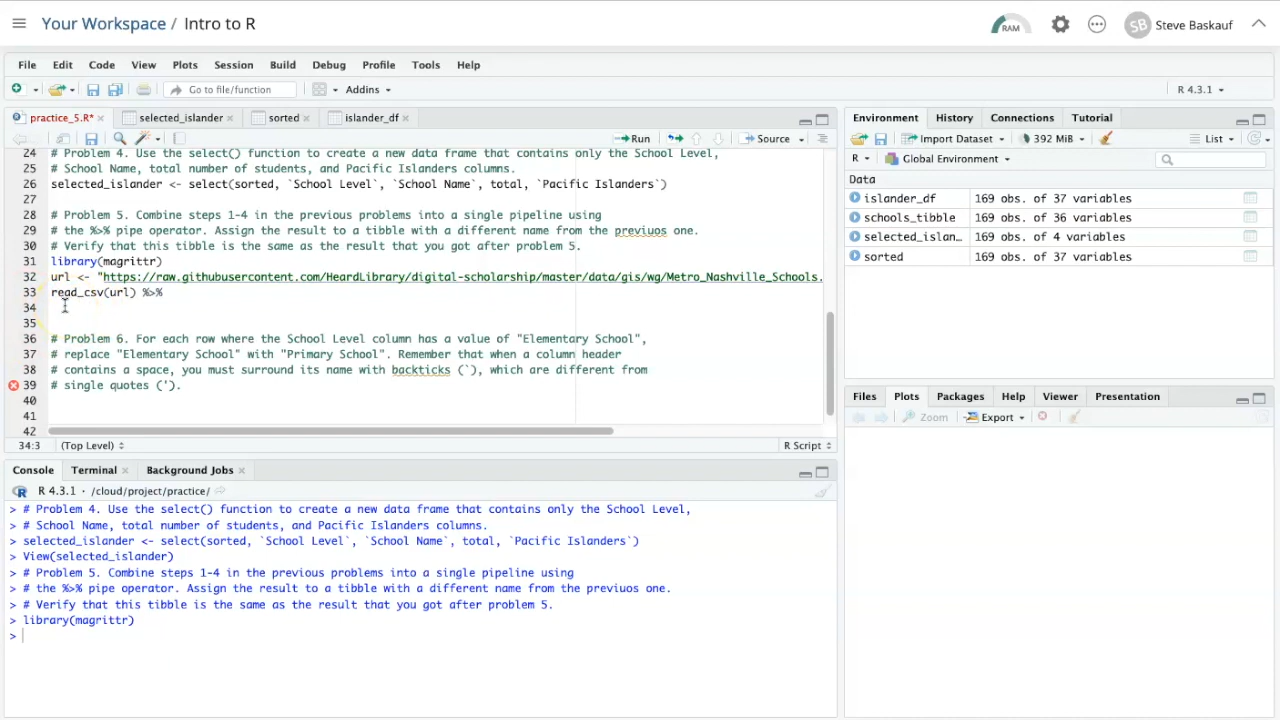 Your Workspace / Intro to R
RAM
SB
Steve Baskauf
File Edit Code View Plots Session Build Debug Profile Tools Help
Go to file/function
Addins
R 4.3.1
practice_5.R*
selected_islander
sorted
islander_df
Run
Source
24 # Problem 4. Use the select() function to create a new data frame that contains only the School Level,
25 # School Name, total number of students, and Pacific Islanders columns.
26 selected_islander <- select(sorted, `School Level`, `School Name`, total, `Pacific Islanders`)
27
28 # Problem 5. Combine steps 1-4 in the previous problems into a single pipeline using
29 # the %>% pipe operator. Assign the result to a tibble with a different name from the previuos one.
30 # Verify that this tibble is the same as the result that you got after problem 5.
31 library(magrittr)
32 url <- "https://raw.githubusercontent.com/HeardLibrary/digital-scholarship/master/data/gis/wg/Metro_Nashville_Schools.
33 read_csv(url) %>%
34
35
36 # Problem 6. For each row where the School Level column has a value of "Elementary School",
37 # replace "Elementary School" with "Primary School". Remember that when a column header
38 # contains a space, you must surround its name with backticks (`), which are different from
39 # single quotes (').
40
41
42
34:3 (Top Level) R Script
Console Terminal Background Jobs
R 4.3.1 · /cloud/project/practice/
> # Problem 4. Use the select() function to create a new data frame that contains only the School Level,
> # School Name, total number of students, and Pacific Islanders columns.
> selected_islander <- select(sorted, `School Level`, `School Name`, total, `Pacific Islanders`)
> View(selected_islander)
> # Problem 5. Combine steps 1-4 in the previous problems into a single pipeline using
> # the %>% pipe operator. Assign the result to a tibble with a different name from the previuos one.
> # Verify that this tibble is the same as the result that you got after problem 5.
> library(magrittr)
>
Environment History Connections Tutorial
Import Dataset
392 MiB
List
R Global Environment
Data
islander_df 169 obs. of 37 variables
schools_tibble 169 obs. of 36 variables
selected_islan… 169 obs. of 4 variables
sorted 169 obs. of 37 variables
Files Plots Packages Help Viewer Presentation
Zoom Export